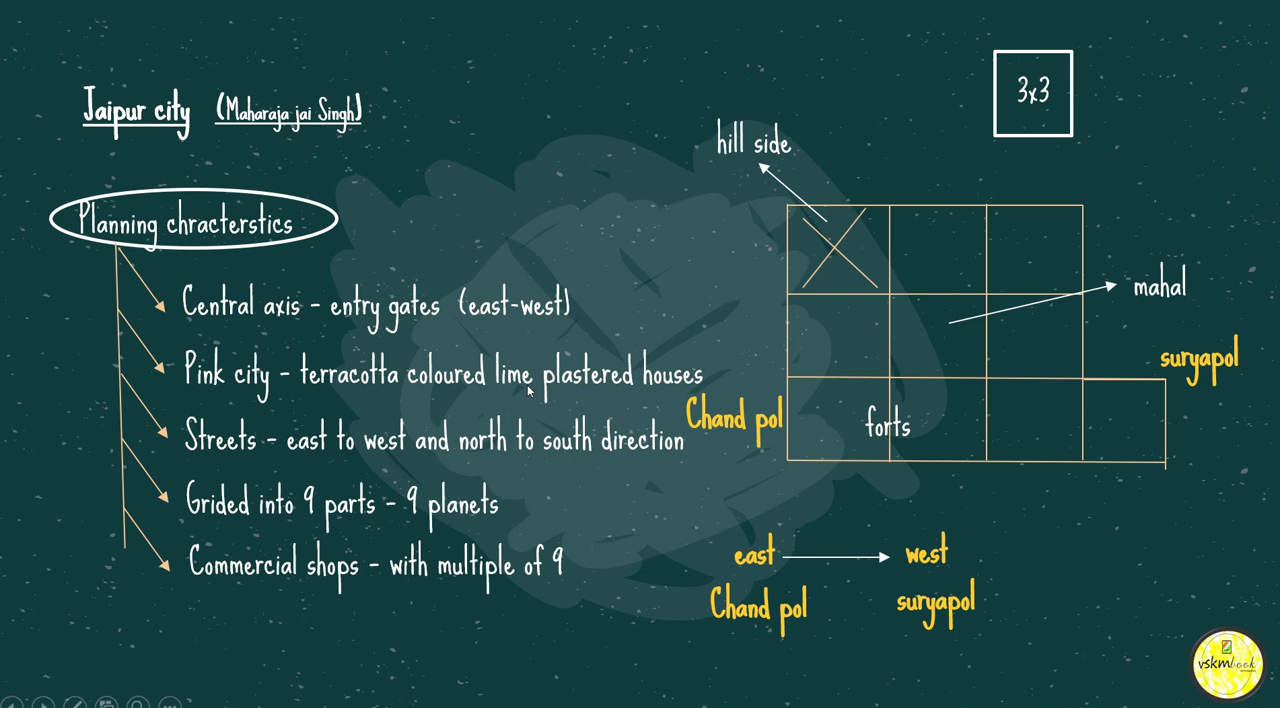 Jaipur city (Maharaja jai Singh)
3x3
hill side
Planning chracterstics
Central axis - entry gates (east-west)
mahal
Pink city - terracotta coloured lime plastered houses
suryapol
Chand pol
forts
Streets - east to west and north to south direction
Grided into 9 parts - 9 planets
Commercial shops - with multiple of 9
east
west
Chand pol
suryapol
vskmbook